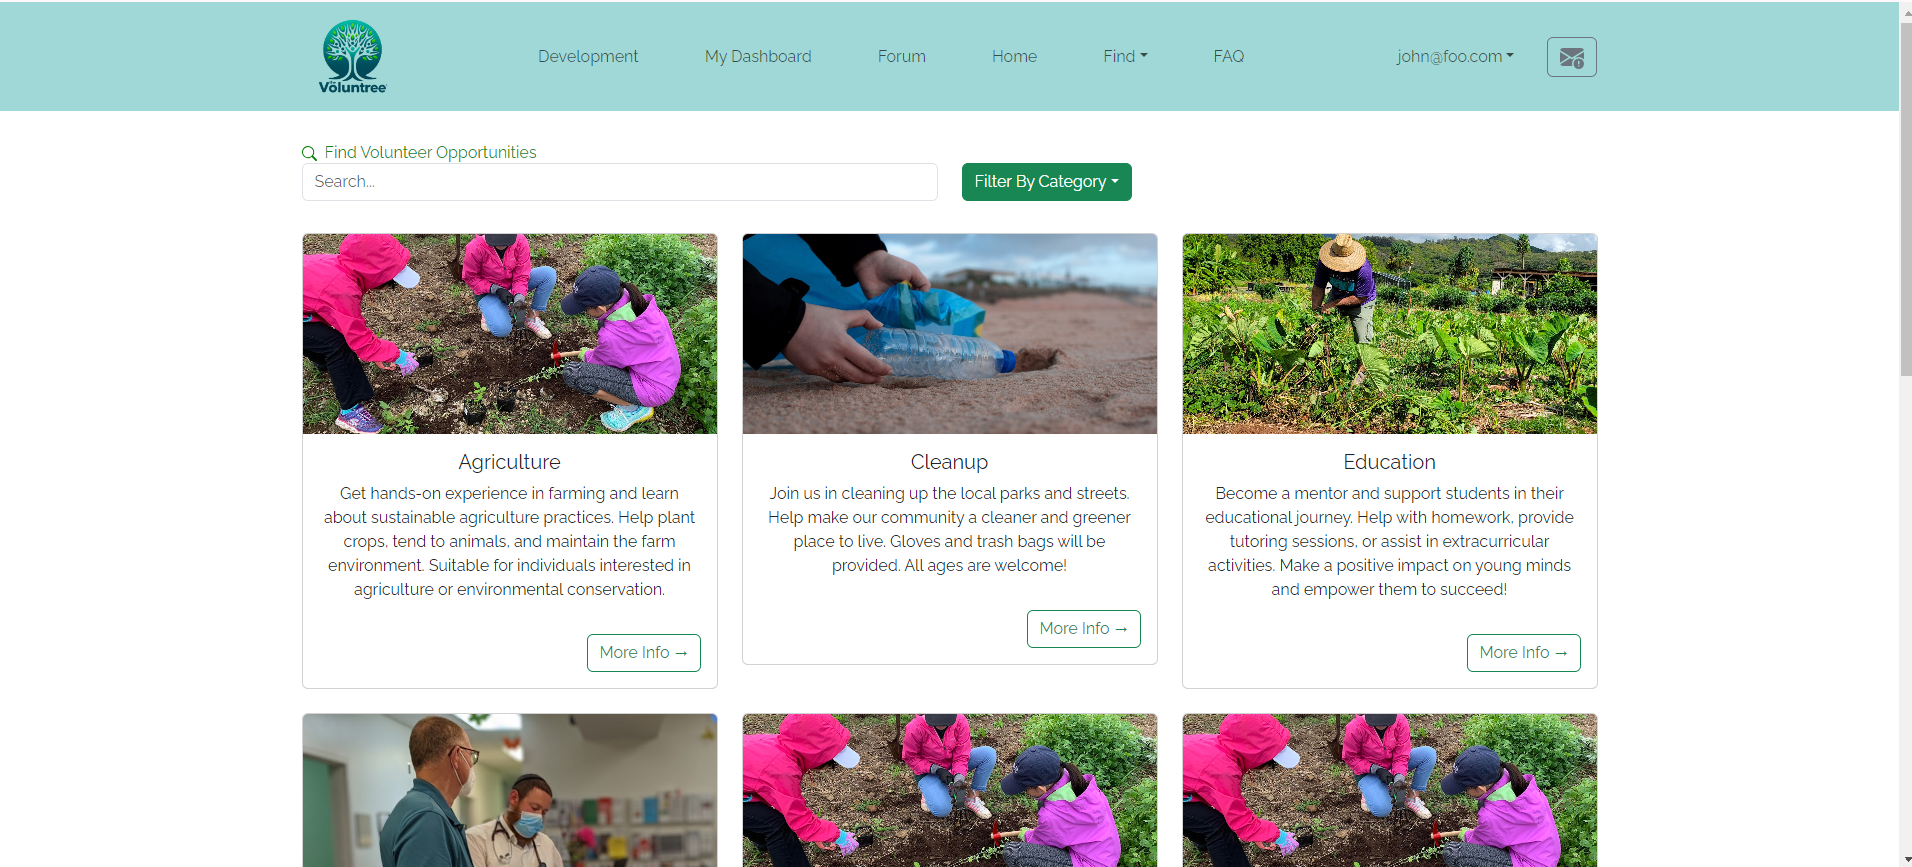 The
Voluntree
Development
My Dashboard
Forum
Home
Find
FAQ
john@foo.com
Find Volunteer Opportunities
Search...
Filter By Category
Agriculture
Get hands-on experience in farming and learn
about sustainable agriculture practices. Help plant
crops, tend to animals, and maintain the farm
environment. Suitable for individuals interested in
agriculture or environmental conservation.
More Info →
Cleanup
Join us in cleaning up the local parks and streets.
Help make our community a cleaner and greener
place to live. Gloves and trash bags will be
provided. All ages are welcome!
More Info →
Education
Become a mentor and support students in their
educational journey. Help with homework, provide
tutoring sessions, or assist in extracurricular
activities. Make a positive impact on young minds
and empower them to succeed!
More Info →